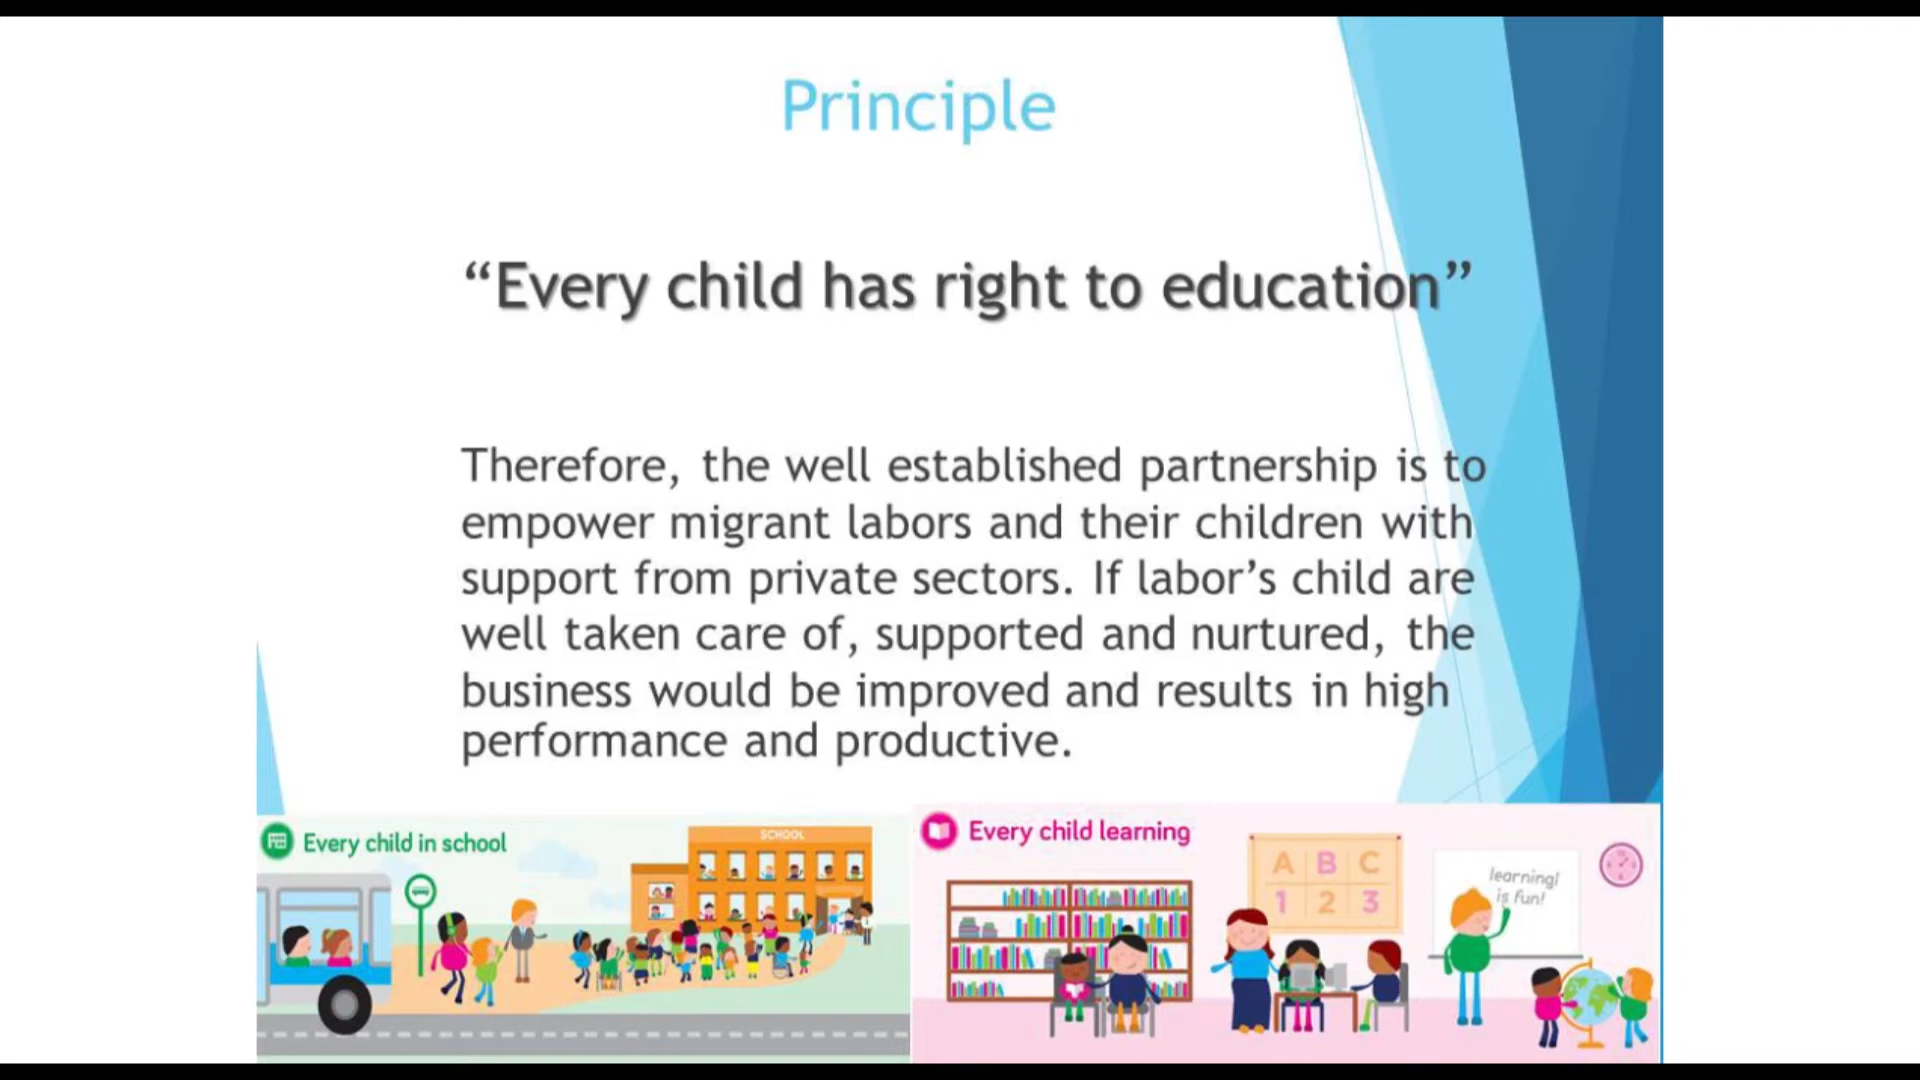 Principle
“Every child has right to education”
Therefore, the well established partnership is to
empower migrant labors and their children with
support from private sectors. If labor’s child are
well taken care of, supported and nurtured, the
business would be improved and results in high
performance and productive.
Every child in school
SCHOOL
Every child learning
A B C
1 2 3
learning!
is fun!